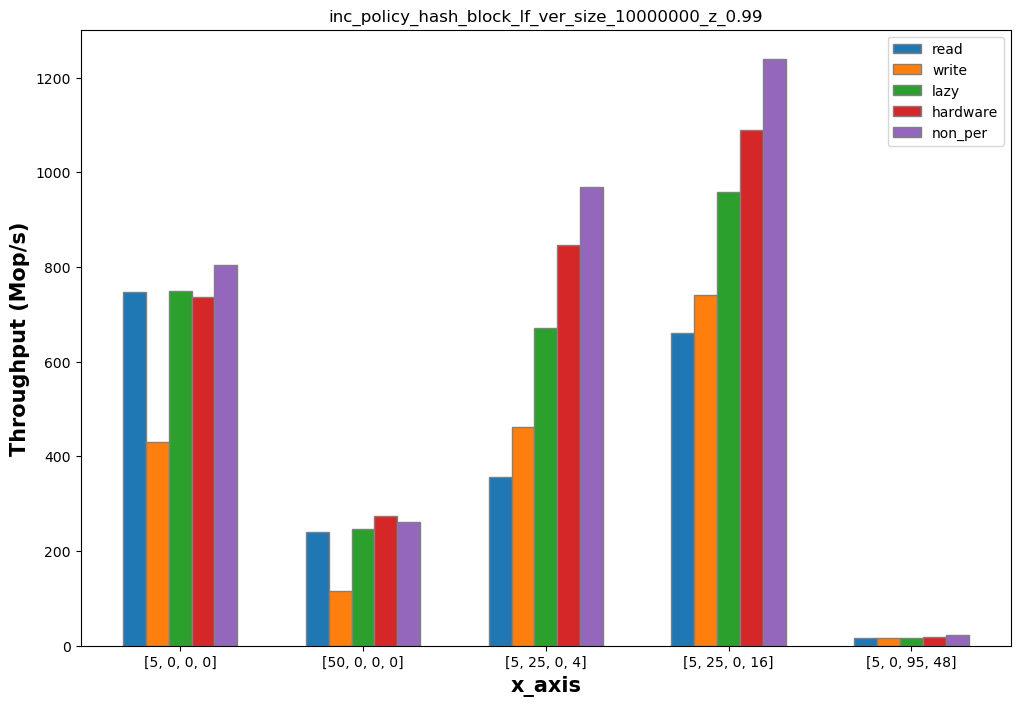 inc_policy_hash_block_lf_ver_size_10000000_z_0.99
read
write
lazy
hardware
non_per
Throughput (Mop/s)
1200
1000
800
600
400
200
0
[5, 0, 0, 0]
[50, 0, 0, 0]
[5, 25, 0, 4]
[5, 25, 0, 16]
[5, 0, 95, 48]
x_axis